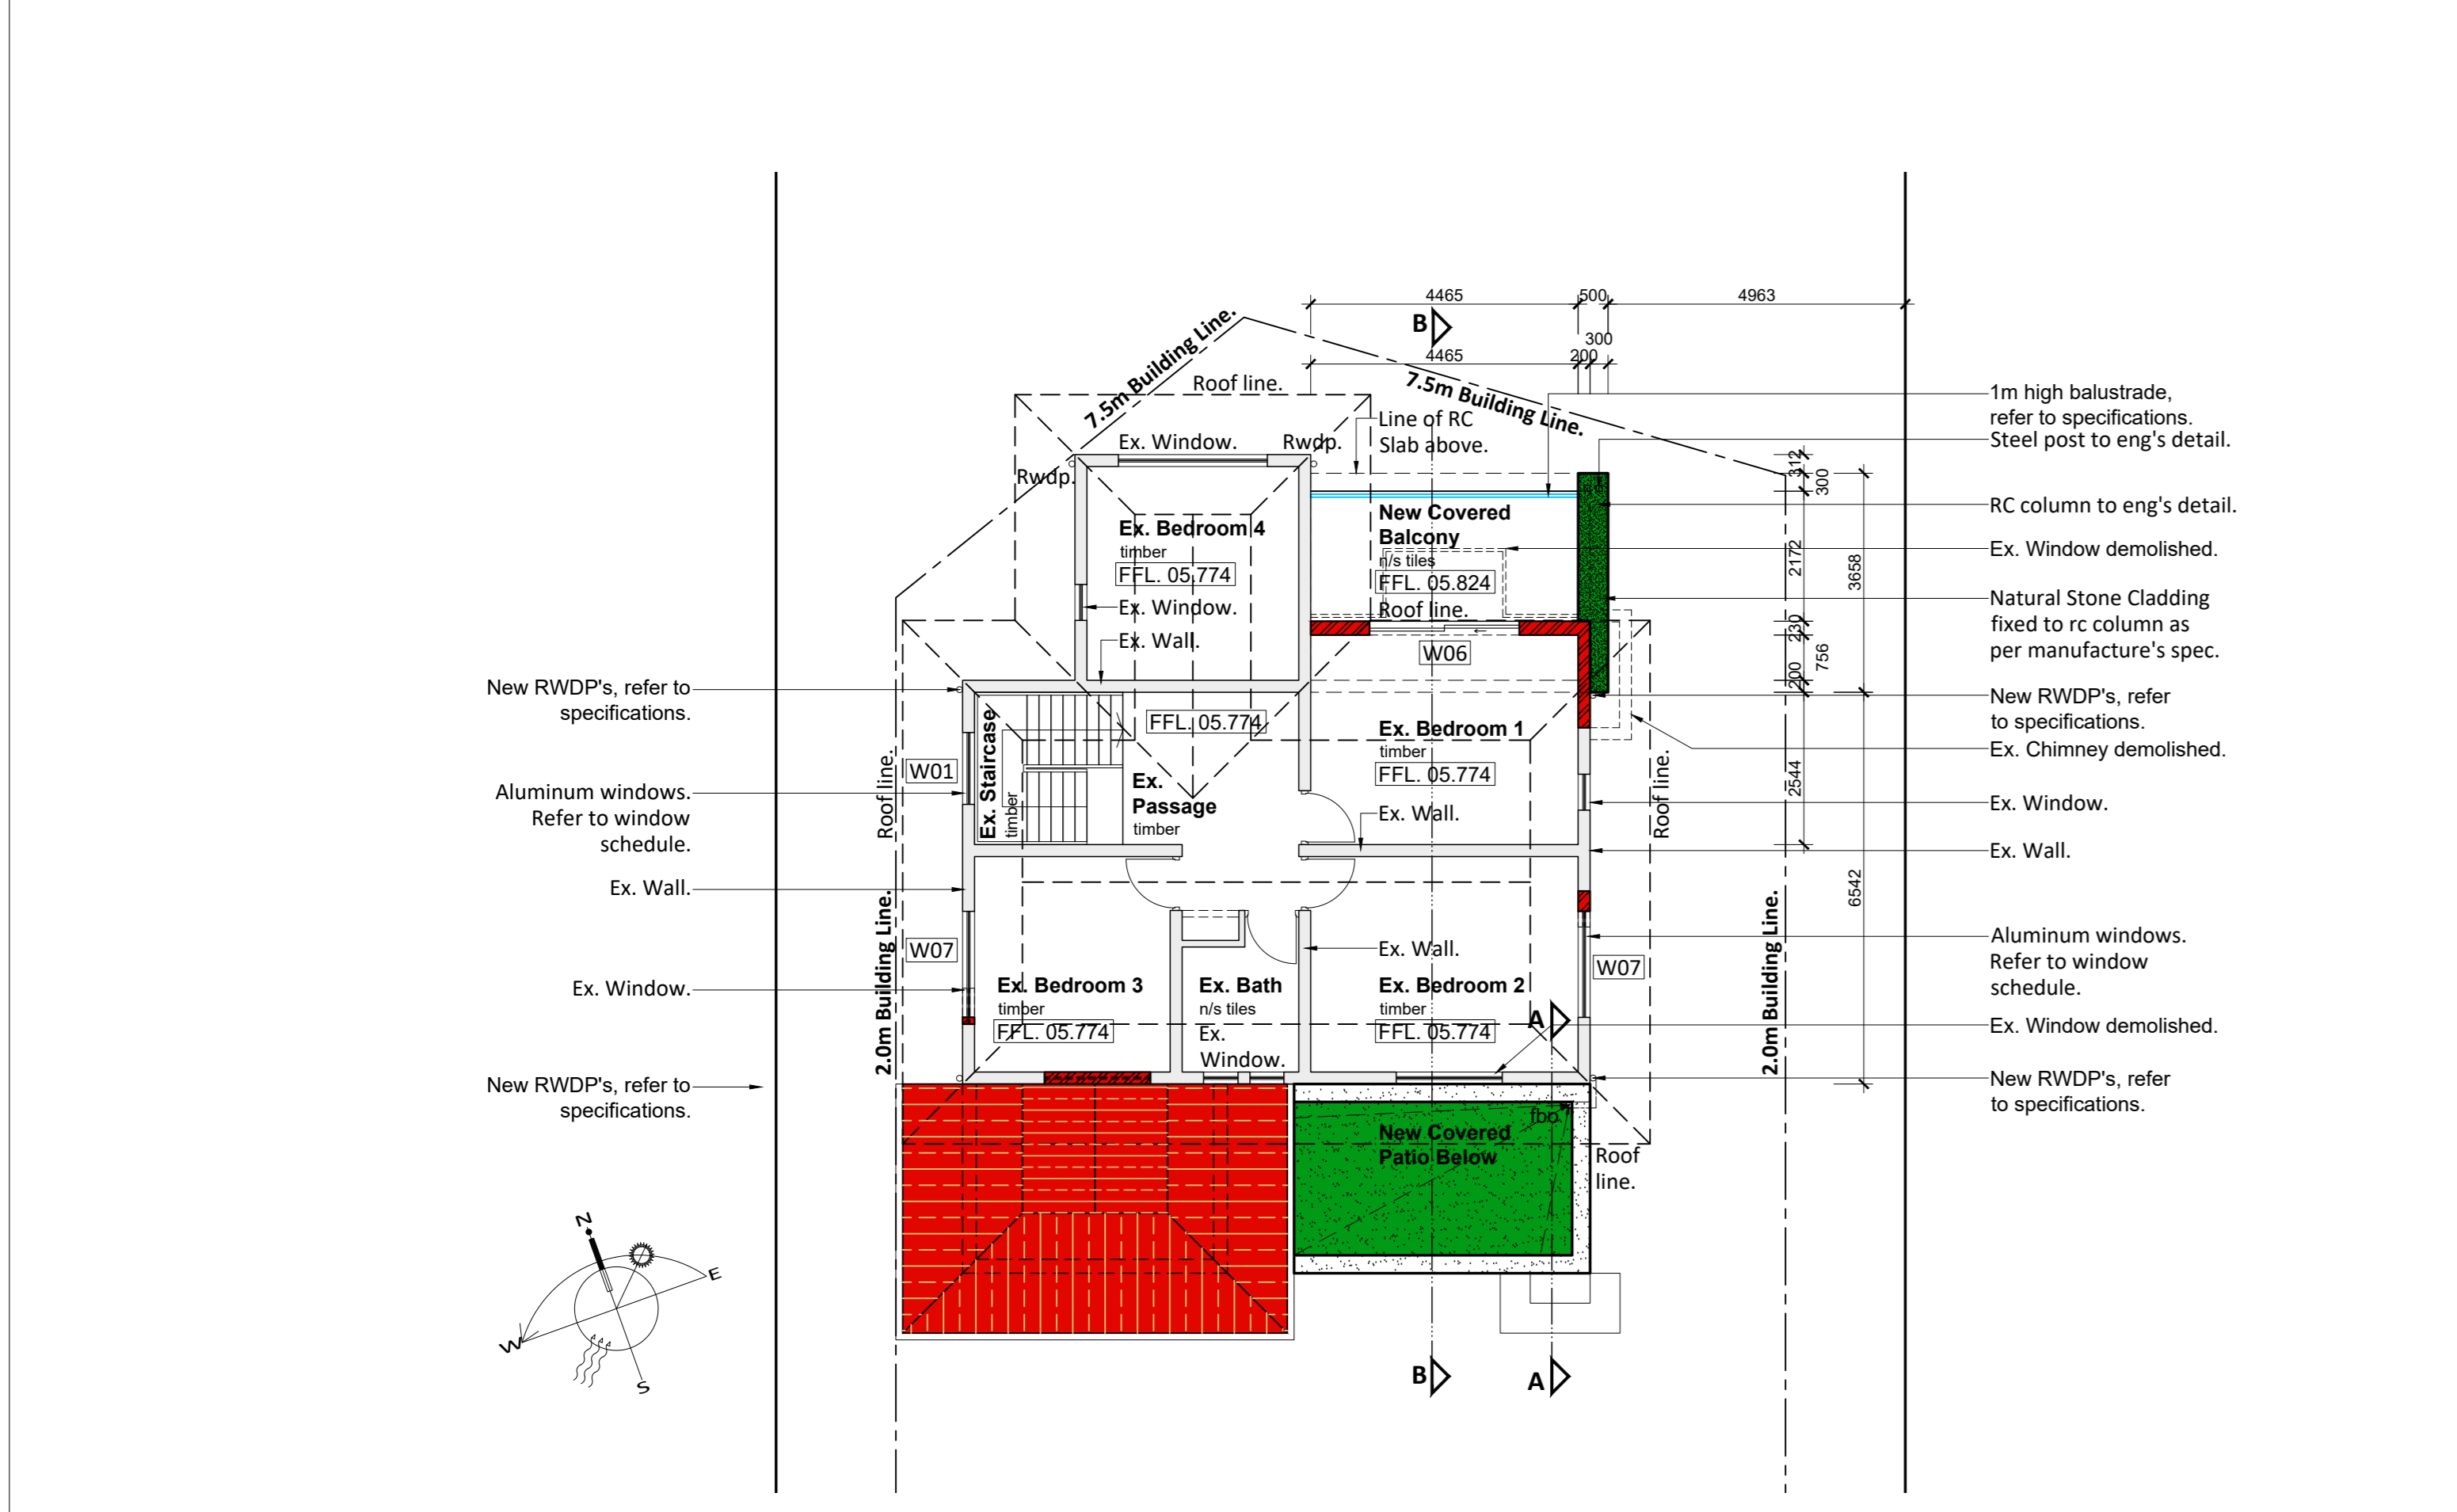 4465
500
4963
B
300
4465
200
7.5m Building Line.
Roof line.
7.5m Building Line.
1m high balustrade,
refer to specifications.
Line of RC
Slab above.
Ex. Window.
Rwdp.
Steel post to eng's detail.
Rwdp.
312
300
RC column to eng's detail.
New Covered
Balcony
n/s tiles
FFL. 05.824
Roof line.
Ex. Bedroom 4
timber
FFL. 05.774
Ex. Window.
Ex. Wall.
2172
3658
Ex. Window demolished.
Natural Stone Cladding
fixed to rc column as
per manufacture's spec.
230
756
200
W06
New RWDP's, refer to
specifications.
New RWDP's, refer
to specifications.
FFL. 05.774
Ex. Bedroom 1
timber
FFL. 05.774
Ex. Chimney demolished.
Ex. Staircase
timber
Roof line.
W01
Ex.
Passage
timber
Roof line.
2544
Aluminum windows.
Refer to window
schedule.
Ex. Window.
Ex. Wall.
Ex. Wall.
Ex. Wall.
6542
2.0m Building Line.
W07
Ex. Wall.
2.0m Building Line.
Aluminum windows.
Refer to window
schedule.
W07
Ex. Window.
Ex. Bedroom 3
timber
FFL. 05.774
Ex. Bath
n/s tiles
Ex.
Window.
Ex. Bedroom 2
timber
FFL. 05.774
A
Ex. Window demolished.
New RWDP's, refer to
specifications.
New RWDP's, refer
to specifications.
fbo
New Covered
Patio Below
Roof
line.
N
E
W
S
B
A